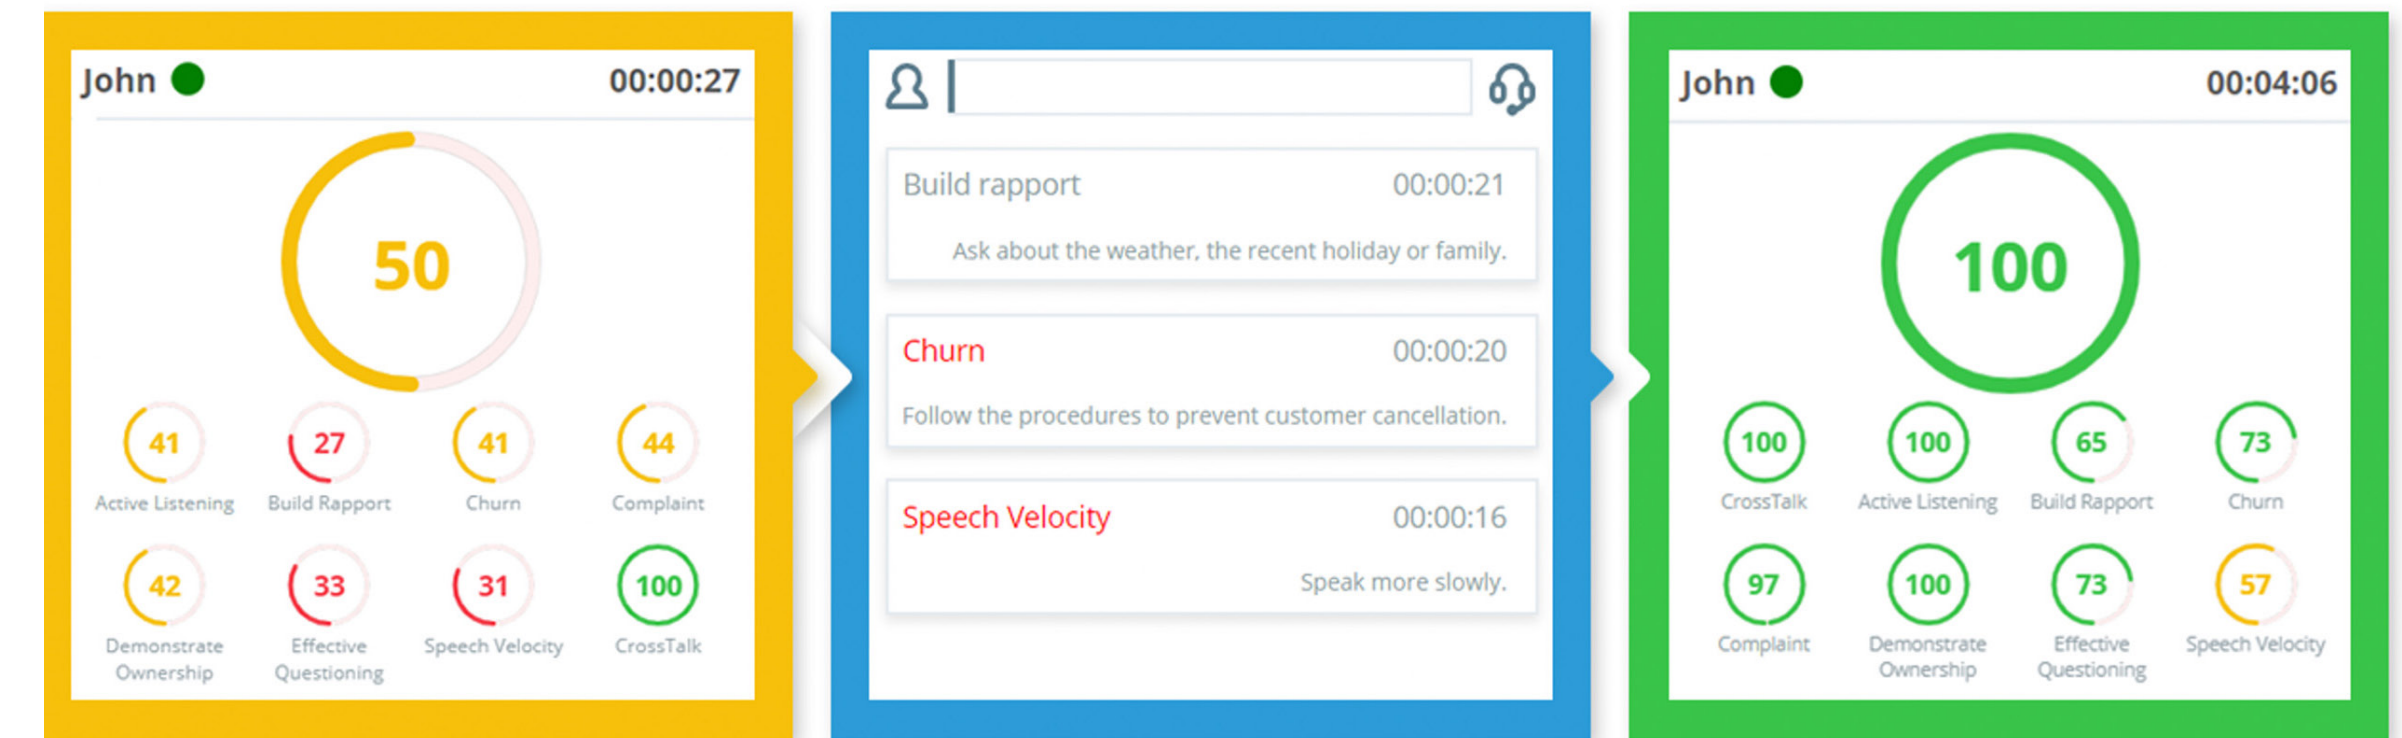 John 00:00:27
50
41 27 41 44
Active Listening Build Rapport Churn Complaint
42 33 31 100
Demonstrate Ownership Effective Questioning Speech Velocity CrossTalk
Build rapport 00:00:21
Ask about the weather, the recent holiday or family.
Churn 00:00:20
Follow the procedures to prevent customer cancellation.
Speech Velocity 00:00:16
Speak more slowly.
John 00:04:06
100
100 100 65 73
CrossTalk Active Listening Build Rapport Churn
97 100 73 57
Complaint Demonstrate Ownership Effective Questioning Speech Velocity